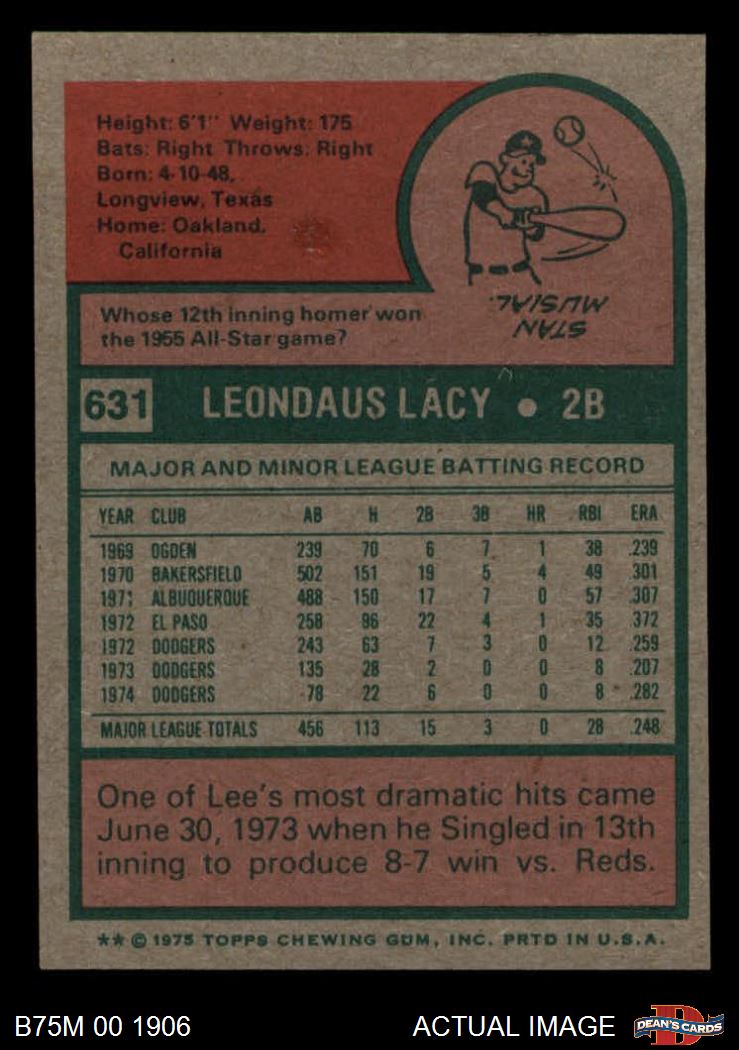 Height: 6'1" Weight: 175
Bats: Right Throws: Right
Born: 4-10-48,
Longview, Texas
Home: Oakland,
California
Whose 12th inning homer won
the 1955 All-Star game?
STAN
MUSIAL.
631 LEONDAUS LACY • 2B
MAJOR AND MINOR LEAGUE BATTING RECORD
YEAR CLUB AB H 2B 3B HR RBI ERA
1969 OGDEN 239 70 6 7 1 38 .239
1970 BAKERSFIELD 502 151 19 5 4 49 .301
1971 ALBUQUERQUE 488 150 17 7 0 57 .307
1972 EL PASO 258 96 22 4 1 35 .372
1972 DODGERS 243 63 7 3 0 12 .259
1973 DODGERS 135 28 2 0 0 8 .207
1974 DODGERS 78 22 6 0 0 8 .282
MAJOR LEAGUE TOTALS 456 113 15 3 0 28 .248
One of Lee's most dramatic hits came
June 30, 1973 when he Singled in 13th
inning to produce 8-7 win vs. Reds.
★★ © 1975 TOPPS CHEWING GUM, INC. PRTD IN U.S.A.
B75M 00 1906 ACTUAL IMAGE D DEAN'S CARDS